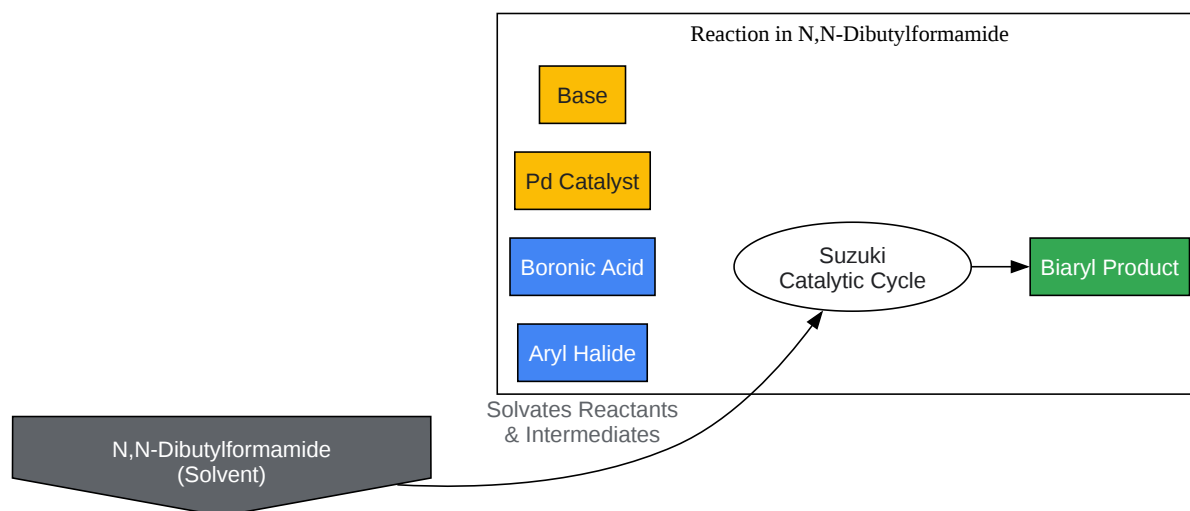 Reaction in N,N-Dibutylformamide
Base
Pd Catalyst
Boronic Acid
Aryl Halide
Suzuki
Catalytic Cycle
Biaryl Product
Solvates Reactants
& Intermediates
N,N-Dibutylformamide
(Solvent)